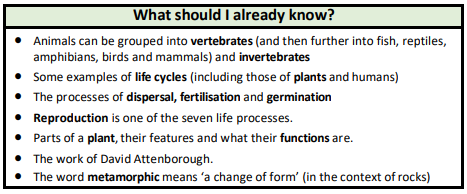 What should I already know?
• Animals can be grouped into vertebrates (and then further into fish, reptiles,
amphibians, birds and mammals) and invertebrates
• Some examples of life cycles (including those of plants and humans)
• The processes of dispersal, fertilisation and germination
• Reproduction is one of the seven life processes.
• Parts of a plant, their features and what their functions are.
• The work of David Attenborough.
• The word metamorphic means ‘a change of form’ (in the context of rocks)